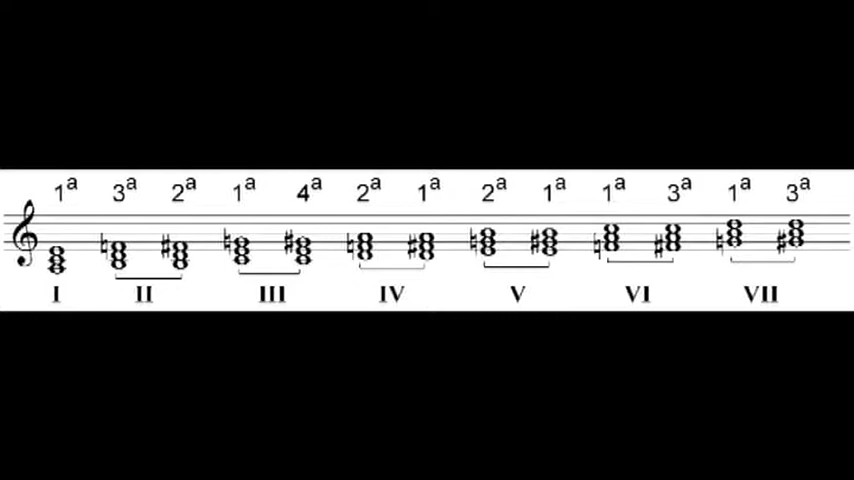 1ª 3ª 2ª 1ª 4ª 2ª 1ª 2ª 1ª 1ª 3ª 1ª 3ª
I II III IV V VI VII